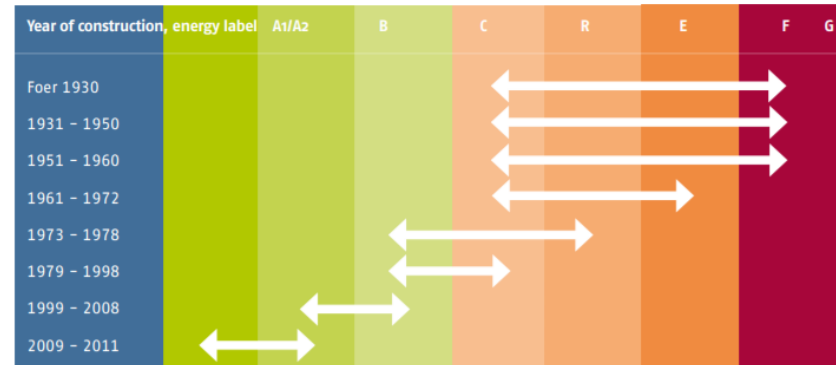 Year of construction, energy label A1/A2 B C R E F G
Foer 1930
1931 – 1950
1951 – 1960
1961 – 1972
1973 – 1978
1979 – 1998
1999 – 2008
2009 – 2011